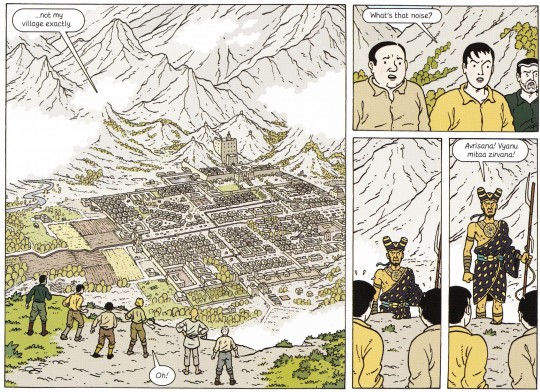 ...not my
village exactly.
Oh!
What's that noise?
Avrisana! Vyanu
mitaa zirvana!